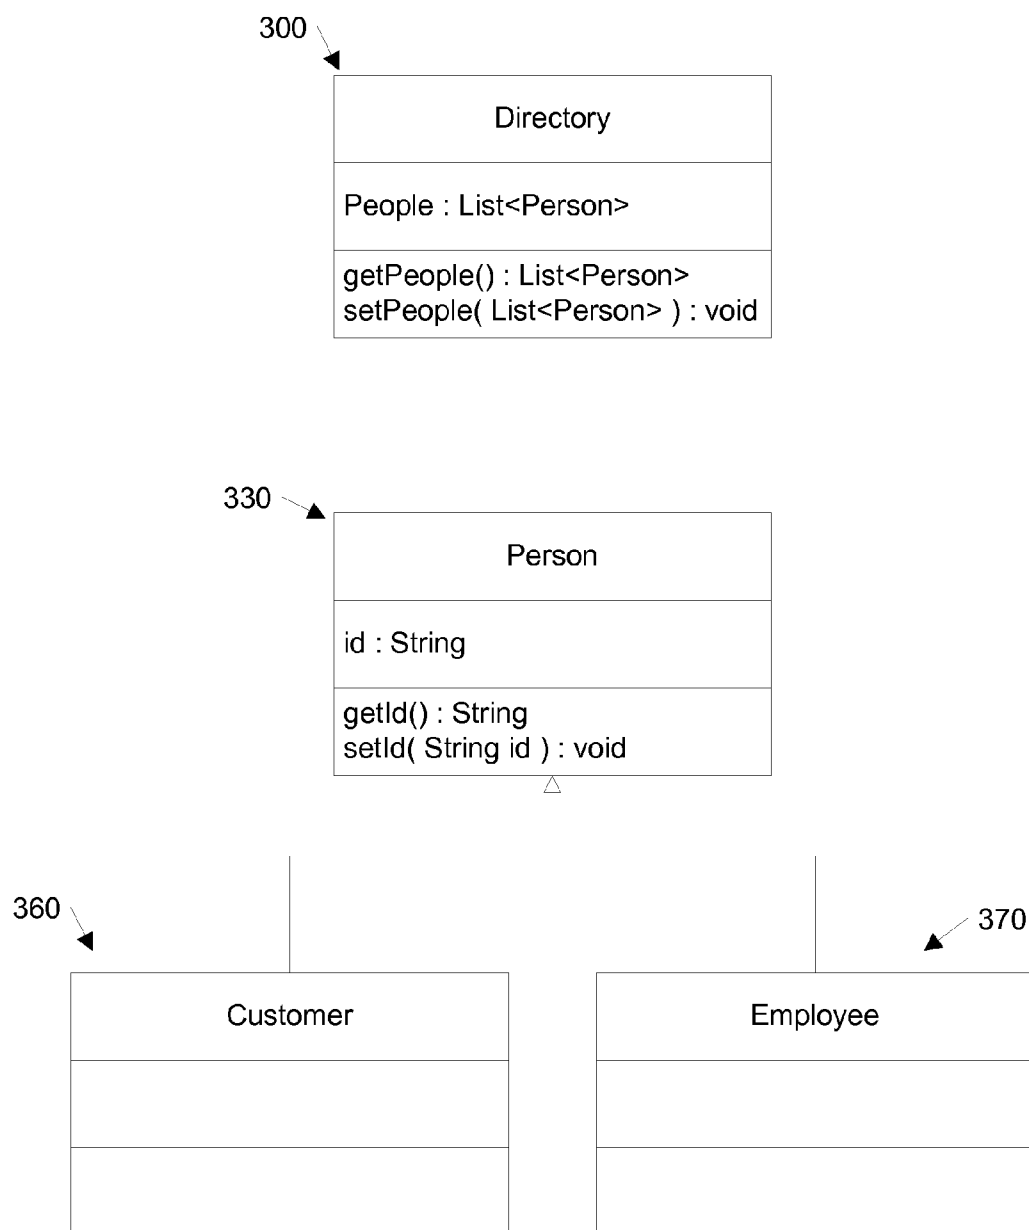 300
Directory
People : List<Person>
getPeople() : List<Person>
setPeople( List<Person> ) : void
330
Person
id : String
getId() : String
setId( String id ) : void
360
370
Customer
Employee